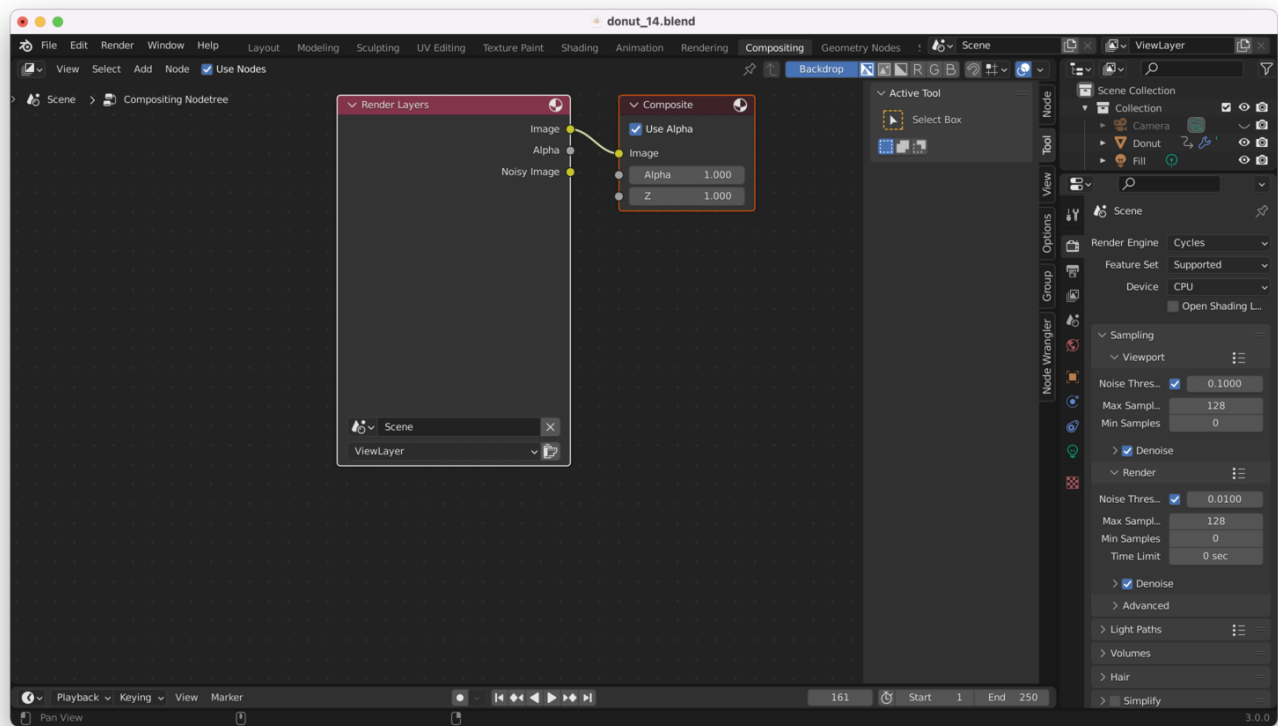 donut_14.blend
File Edit Render Window Help Layout Modeling Sculpting UV Editing Texture Paint Shading Animation Rendering Compositing Geometry Nodes Scene ViewLayer
View Select Add Node Use Nodes Backdrop R G B
Scene > Compositing Nodetree
Render Layers
Image
Alpha
Noisy Image
Scene
ViewLayer
Composite
Use Alpha
Image
Alpha 1.000
Z 1.000
Active Tool
Select Box
Node
Tool
View
Options
Group
Node Wrangler
Scene Collection
Collection
Camera
Donut
Fill
Scene
Render Engine Cycles
Feature Set Supported
Device CPU
Open Shading L...
Sampling
Viewport
Noise Thres... 0.1000
Max Sampl... 128
Min Samples 0
Denoise
Render
Noise Thres... 0.0100
Max Sampl... 128
Min Samples 0
Time Limit 0 sec
Denoise
Advanced
Light Paths
Volumes
Hair
Simplify
Playback Keying View Marker 161 Start 1 End 250
Pan View 3.0.0